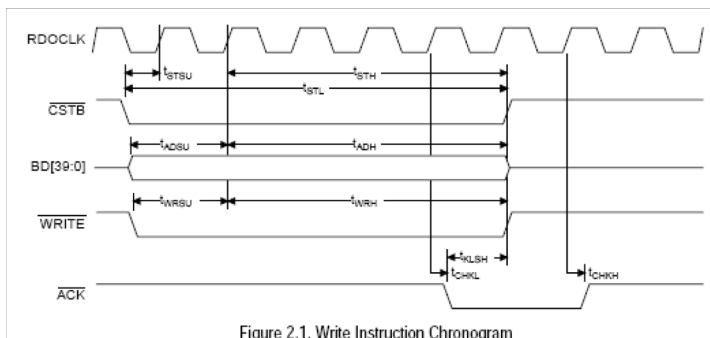 RDOCLK
tSTSU
tSTH
tSTL
CSTB
tADSU
tADH
BD[39:0]
tWRSU
tWRH
WRITE
tKLSH
tCHKL
tCHKH
ACK
Figure 2.1. Write Instruction Chronogram